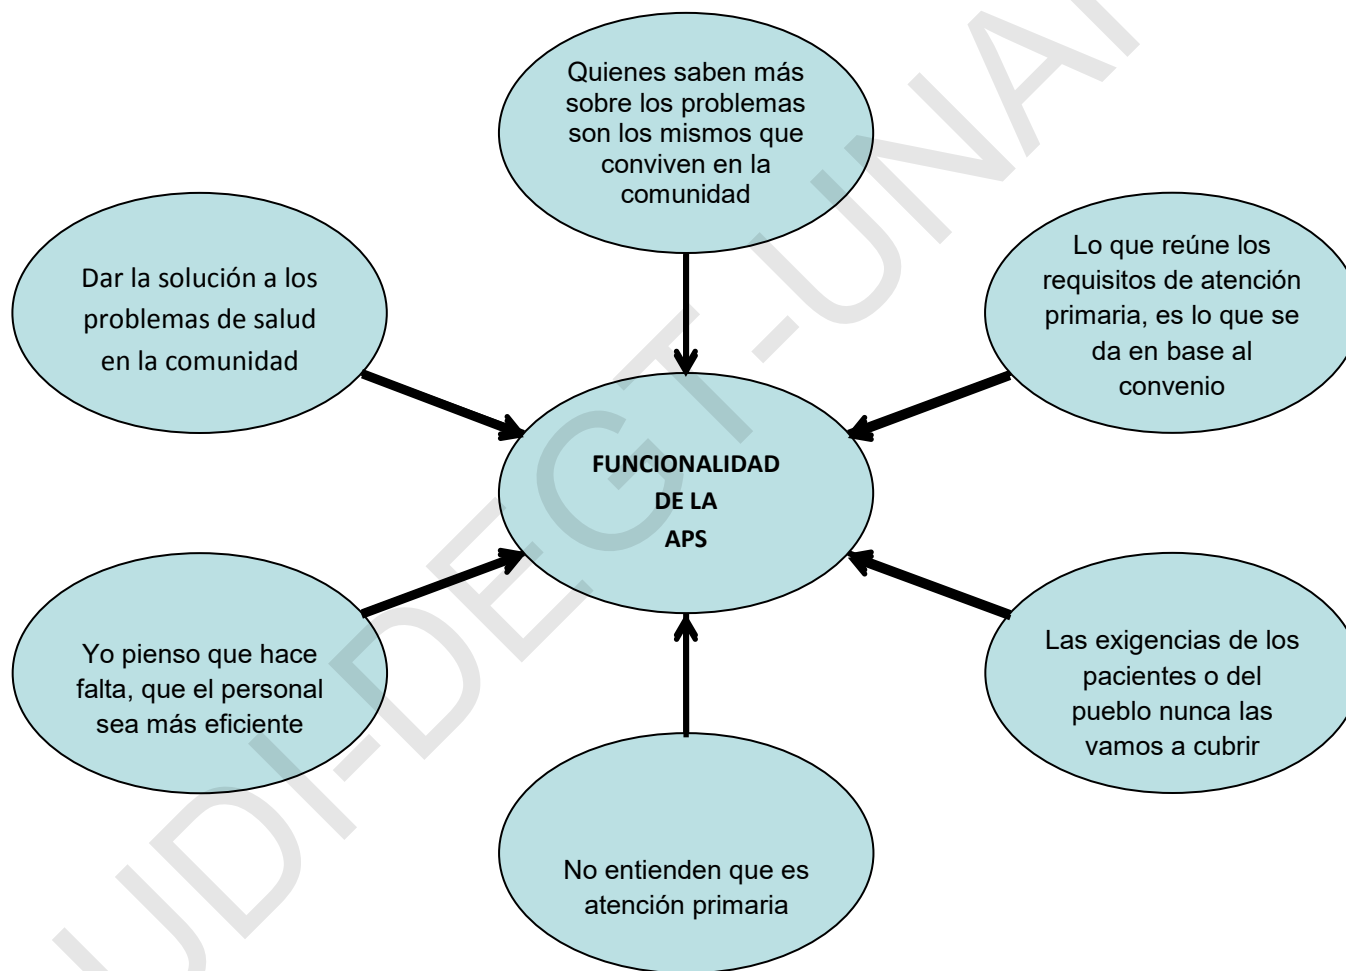 Quienes saben más
sobre los problemas
son los mismos que
conviven en la
comunidad
Dar la solución a los
problemas de salud
en la comunidad
Lo que reúne los
requisitos de atención
primaria, es lo que se
da en base al
convenio
FUNCIONALIDAD
DE LA
APS
Yo pienso que hace
falta, que el personal
sea más eficiente
Las exigencias de los
pacientes o del
pueblo nunca las
vamos a cubrir
No entienden que es
atención primaria
UDI-DEGT-UNAH